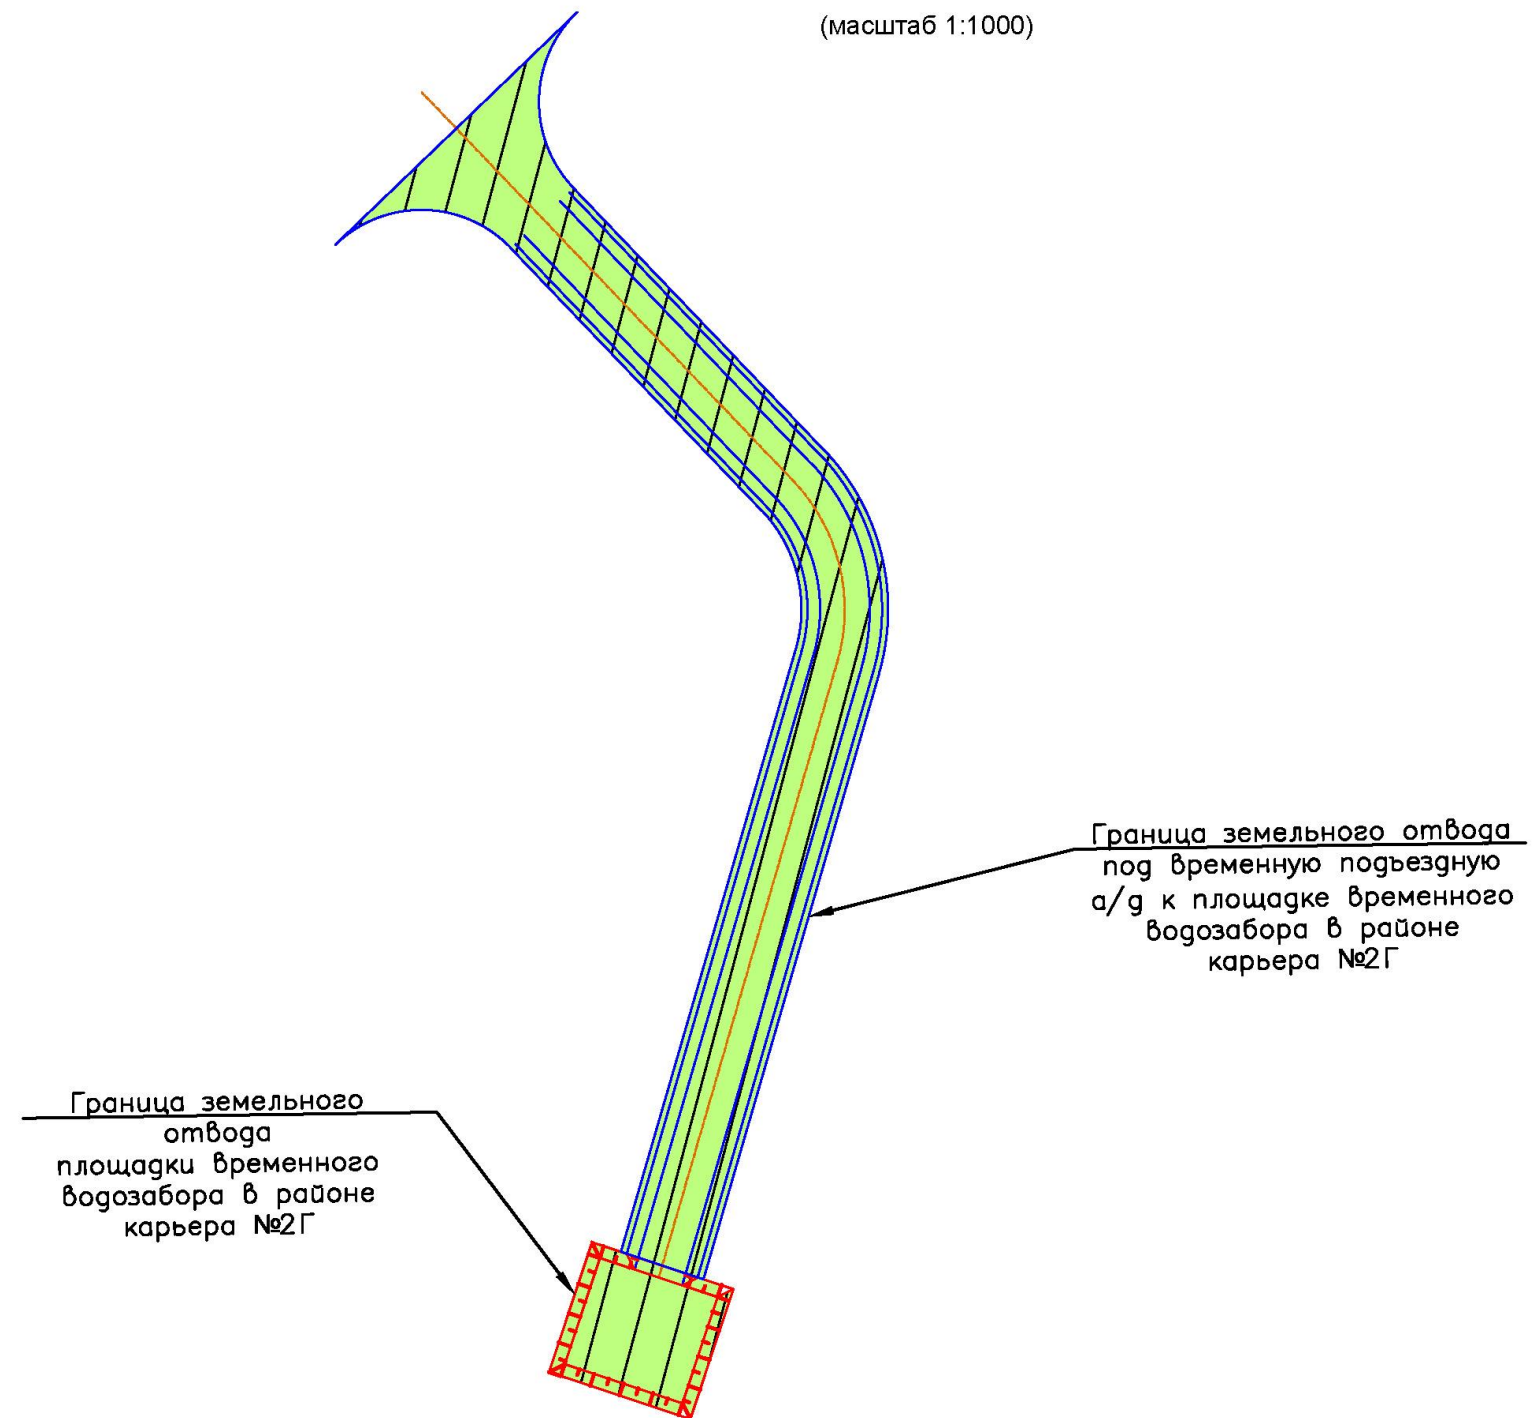 (масштаб 1:1000)
Граница земельного отвода
под временную подъездную
а/д к площадке временного
водозабора в районе
карьера №2Г
Граница земельного
отвода
площадки временного
водозабора в районе
карьера №2Г